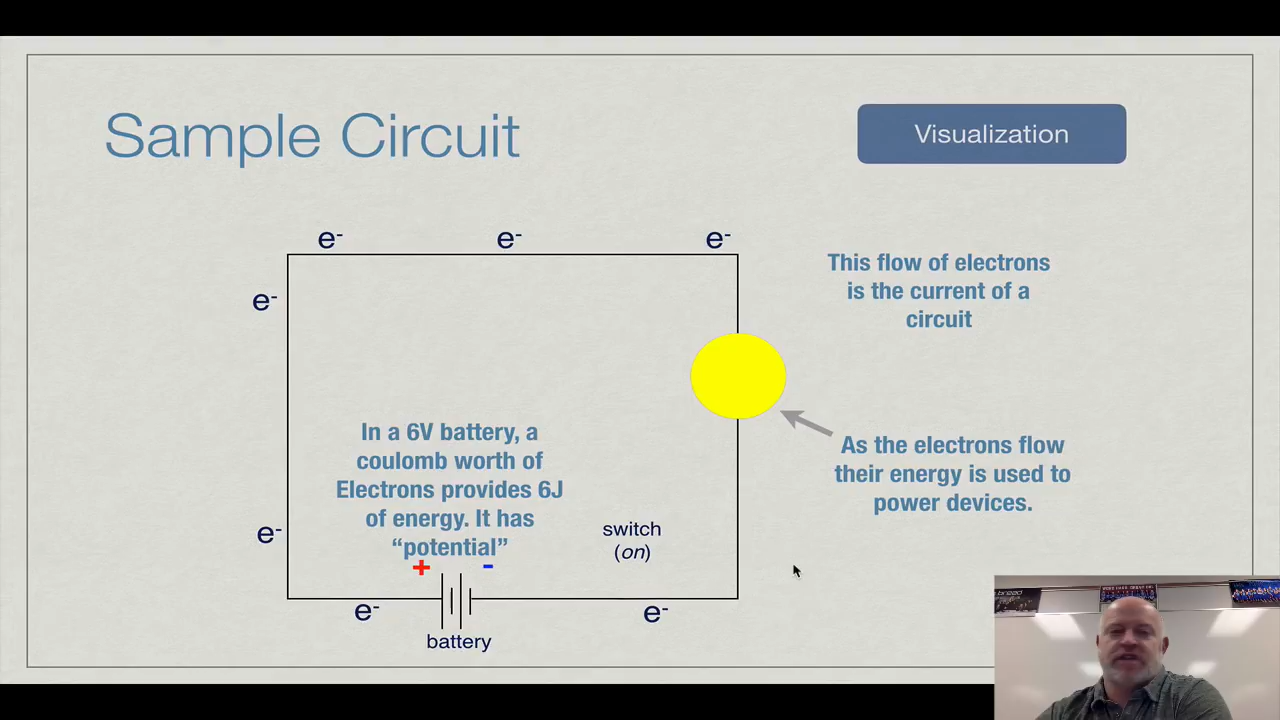 Sample Circuit
Visualization
e-
e-
e-
e-
This flow of electrons
is the current of a
circuit
In a 6V battery, a
coulomb worth of
Electrons provides 6J
of energy. It has
“potential”
As the electrons flow
their energy is used to
power devices.
switch
(on)
e-
+
-
e-
e-
battery
bread